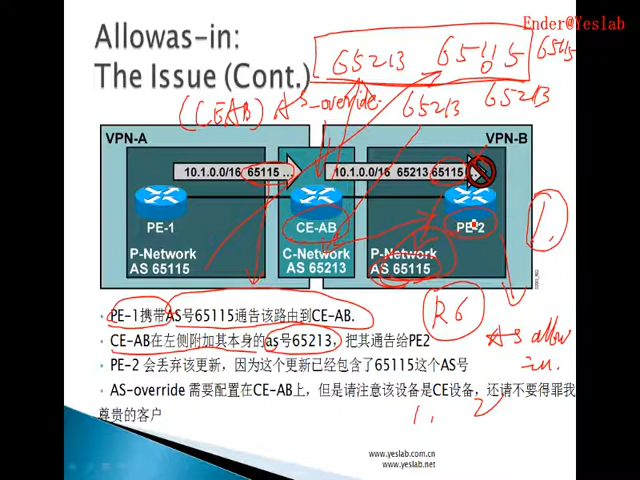 Ender@Yeslab
Allowas-in:
The Issue (Cont.)
65213 65115 65115
(CEAB) AS-override 65213 65213
VPN-A
VPN-B
10.1.0.0/16 65115 ...
10.1.0.0/16 65213 65115 ...
PE-1
CE-AB
PE-2
1.
P-Network
AS 65115
C-Network
AS 65213
P-Network
AS 65115
R6
PE-1携带AS号65115通告该路由到CE-AB.
CE-AB在左侧附加其本身的as号65213，把其通告给PE2
AS allow
PE-2 会丢弃该更新，因为这个更新已经包含了65115这个AS号
AS-override 需要配置在CE-AB上，但是请注意该设备是CE设备，还请不要得罪我
尊贵的客户
1. 2
www.yeslab.com.cn
www.yeslab.net